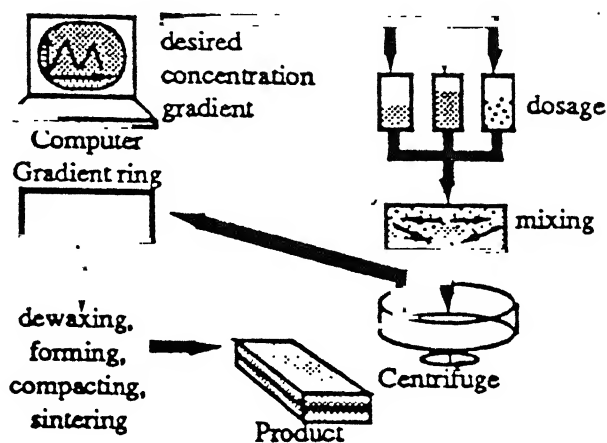 desired
concentration
gradient
Computer
Gradient ring
dosage
mixing
Centrifuge
dewaxing,
forming,
compacting,
sintering
Product